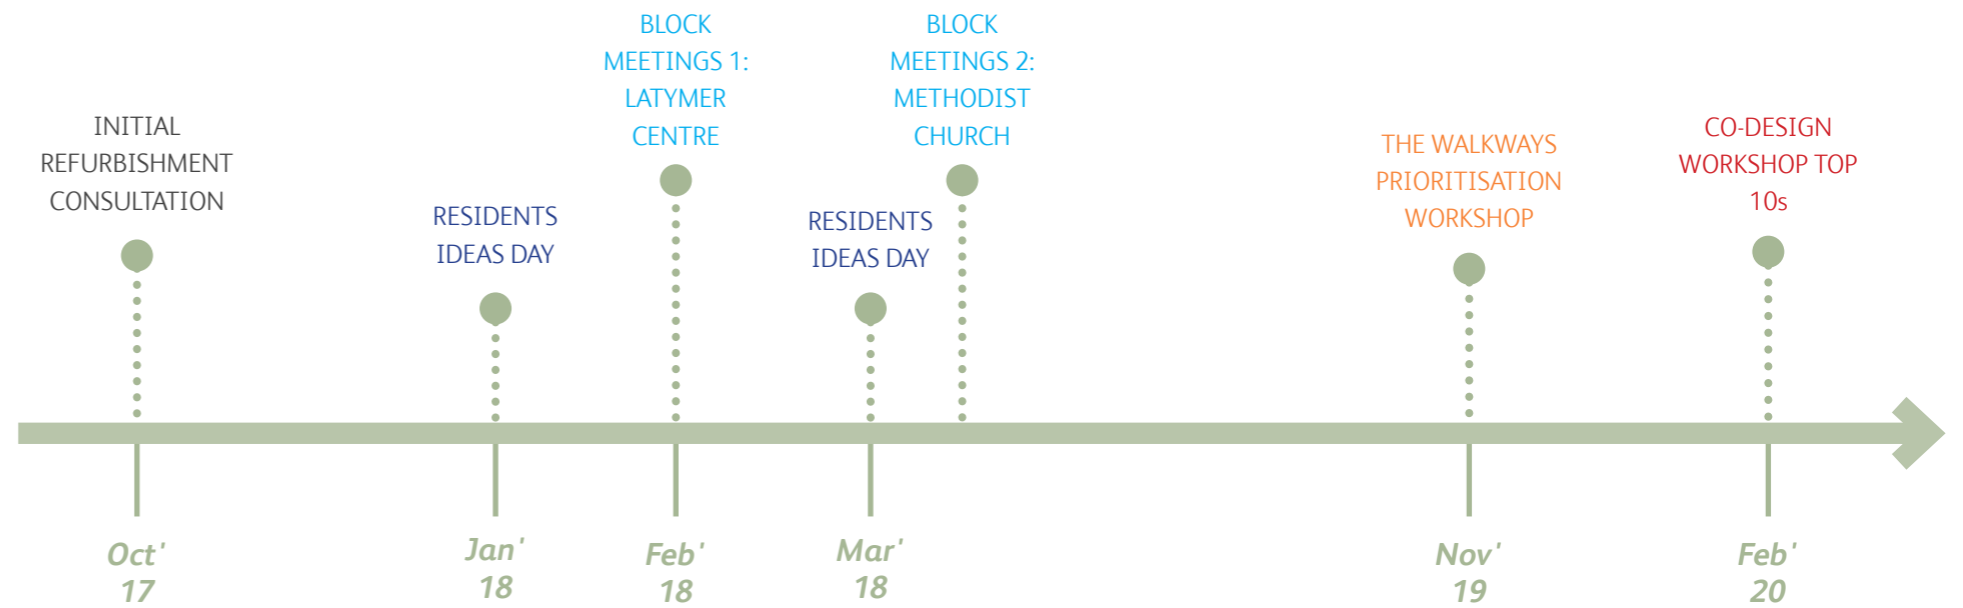 INITIAL
REFURBISHMENT
CONSULTATION
RESIDENTS
IDEAS DAY
BLOCK
MEETINGS 1:
LATYMER
CENTRE
RESIDENTS
IDEAS DAY
BLOCK
MEETINGS 2:
METHODIST
CHURCH
THE WALKWAYS
PRIORITISATION
WORKSHOP
CO-DESIGN
WORKSHOP TOP
10s
Oct'
17
Jan'
18
Feb'
18
Mar'
18
Nov'
19
Feb'
20